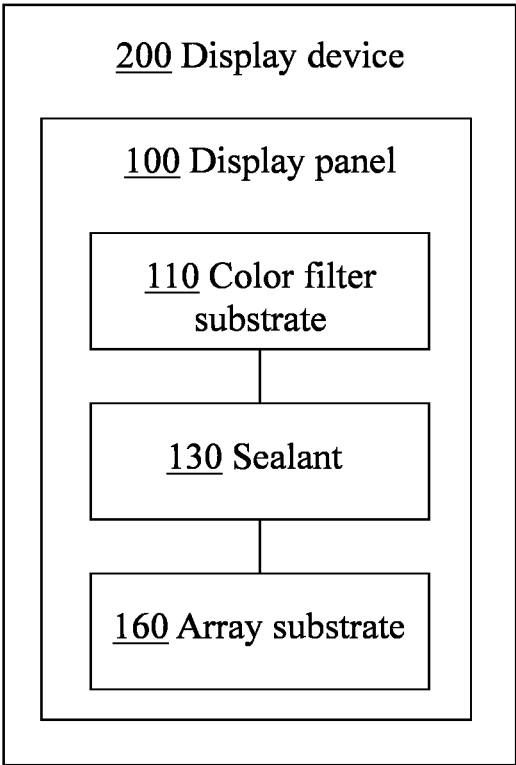 200 Display device
100 Display panel
110 Color filter
substrate
130 Sealant
160 Array substrate